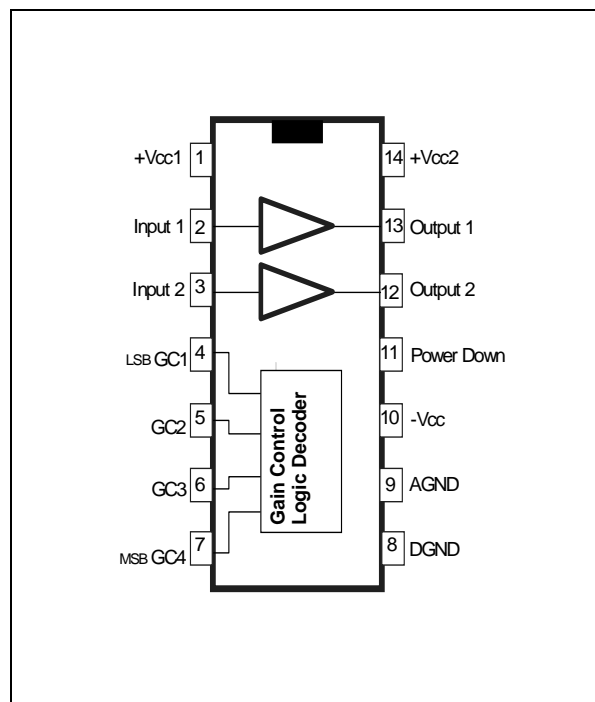 +Vcc1 1 14 +Vcc2
Input 1 2 13 Output 1
Input 2 3 12 Output 2
LSB GC1 4 11 Power Down
GC2 5 10 -Vcc
GC3 6 9 AGND
MSB GC4 7 8 DGND
Gain Control
Logic Decoder